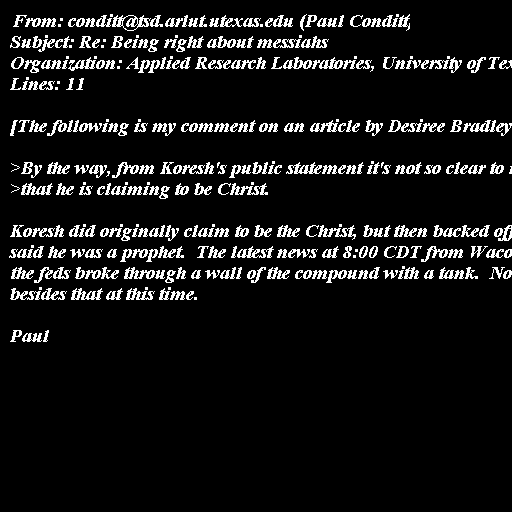 From: conditt@tsd.arlut.utexas.edu (Paul Conditt)
Subject: Re: Being right about messiahs
Organization: Applied Research Laboratories, University of Tex
Lines: 11
[The following is my comment on an article by Desiree Bradley
>By the way, from Koresh's public statement it's not so clear to
>that he is claiming to be Christ.
Koresh did originally claim to be the Christ, but then backed off
said he was a prophet.  The latest news at 8:00 CDT from Waco
the feds broke through a wall of the compound with a tank.  No
besides that at this time.
Paul